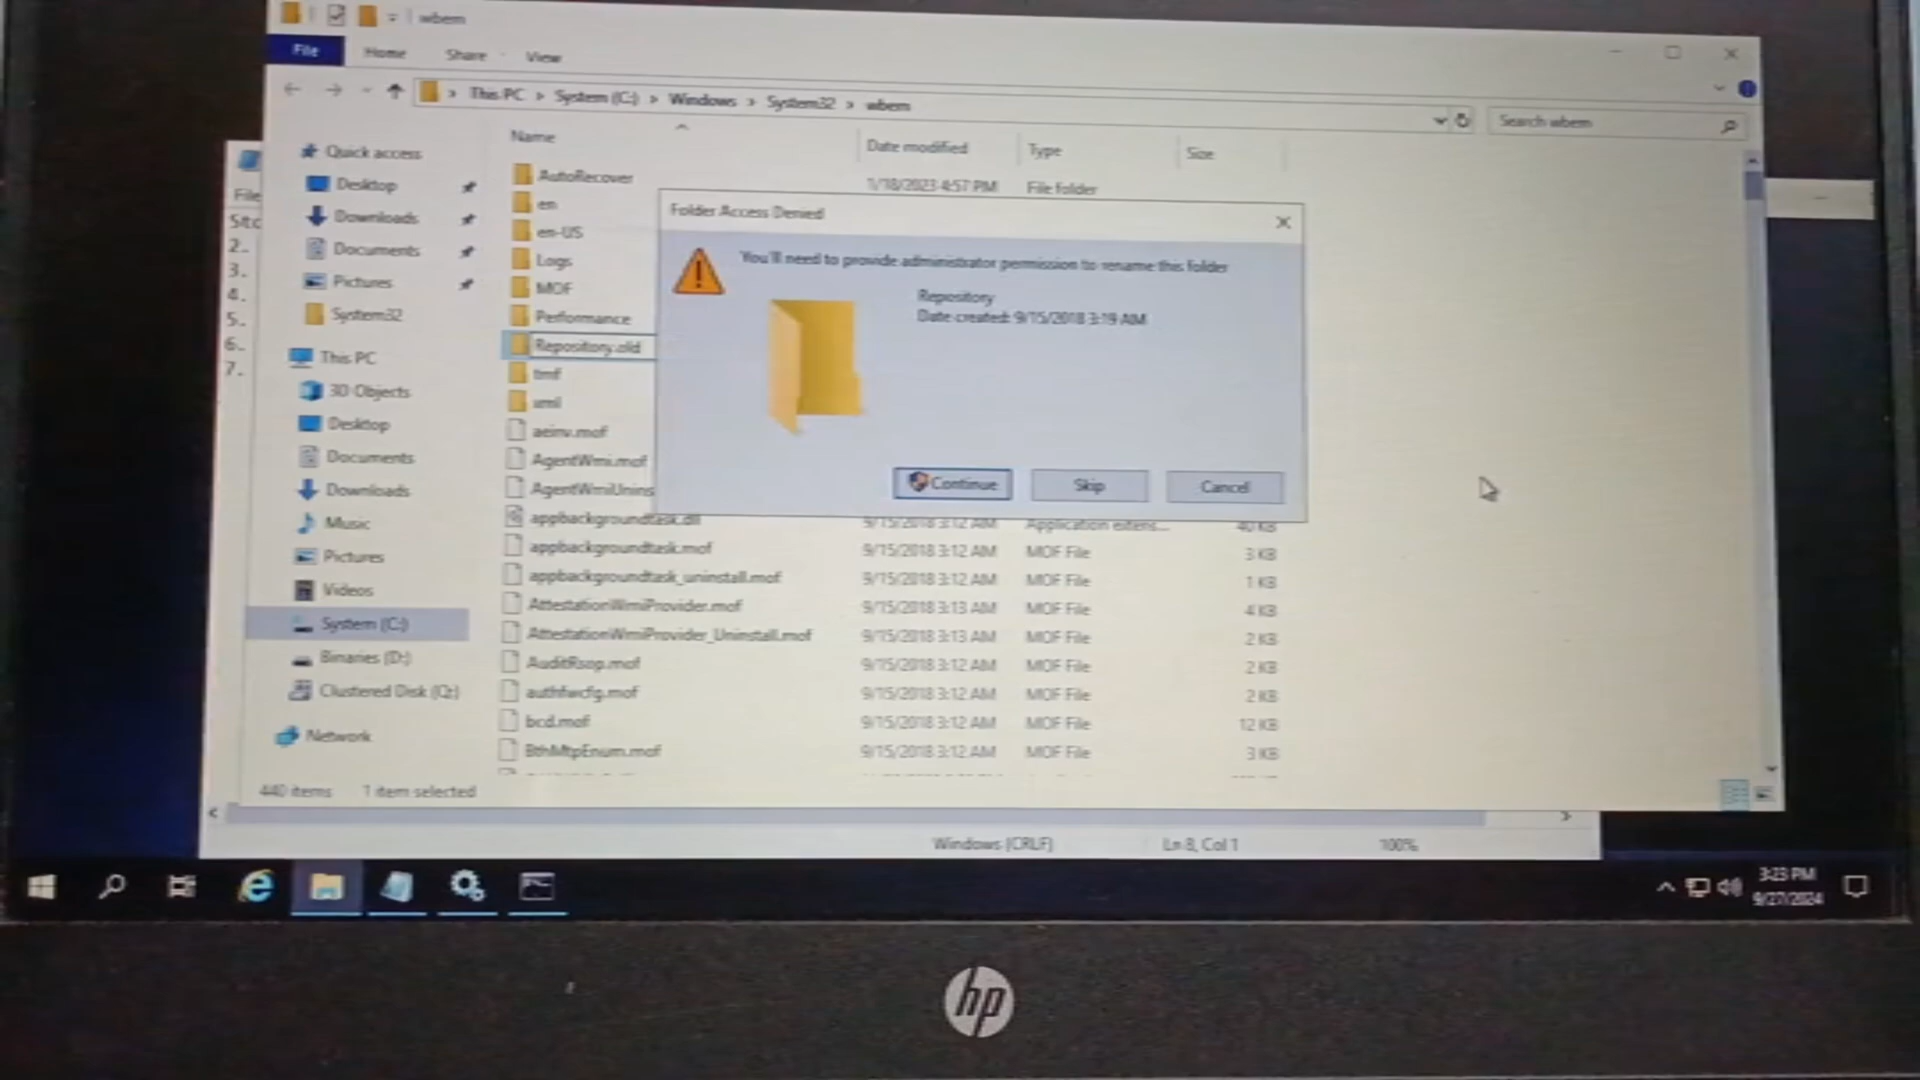 wbem
File Home Share View
This PC > System (C:) > Windows > System32 > wbem
Search wbem
Name Date modified Type Size
Quick access
Desktop
Downloads
Documents
Pictures
System32
This PC
3D Objects
Desktop
Documents
Downloads
Music
Pictures
Videos
System (C:)
Binaries (D:)
Clustered Disk (Q:)
Network
AutoRecover 1/18/2023 4:57 PM File folder
en
en-US
Logs
MOF
Performance
Repository.old
tmf
xml
aeinv.mof
AgentWmi.mof
AgentWmiUnins
appbackgroundtask.dll 9/15/2018 3:12 AM Application extens... 40 KB
appbackgroundtask.mof 9/15/2018 3:12 AM MOF File 3 KB
appbackgroundtask_uninstall.mof 9/15/2018 3:12 AM MOF File 1 KB
AttestationWmiProvider.mof 9/15/2018 3:13 AM MOF File 4 KB
AttestationWmiProvider_Uninstall.mof 9/15/2018 3:13 AM MOF File 2 KB
AuditRsop.mof 9/15/2018 3:12 AM MOF File 2 KB
authfwcfg.mof 9/15/2018 3:12 AM MOF File 2 KB
bcd.mof 9/15/2018 3:12 AM MOF File 12 KB
BthMtpEnum.mof 9/15/2018 3:12 AM MOF File 3 KB
Folder Access Denied
You'll need to provide administrator permission to rename this folder
Repository
Date created: 9/15/2018 3:19 AM
Continue Skip Cancel
440 items 1 item selected
File
2.
3.
4.
5.
6.
7.
Windows (CRLF) Ln 8, Col 1 100%
3:23 PM
9/27/2024
hp